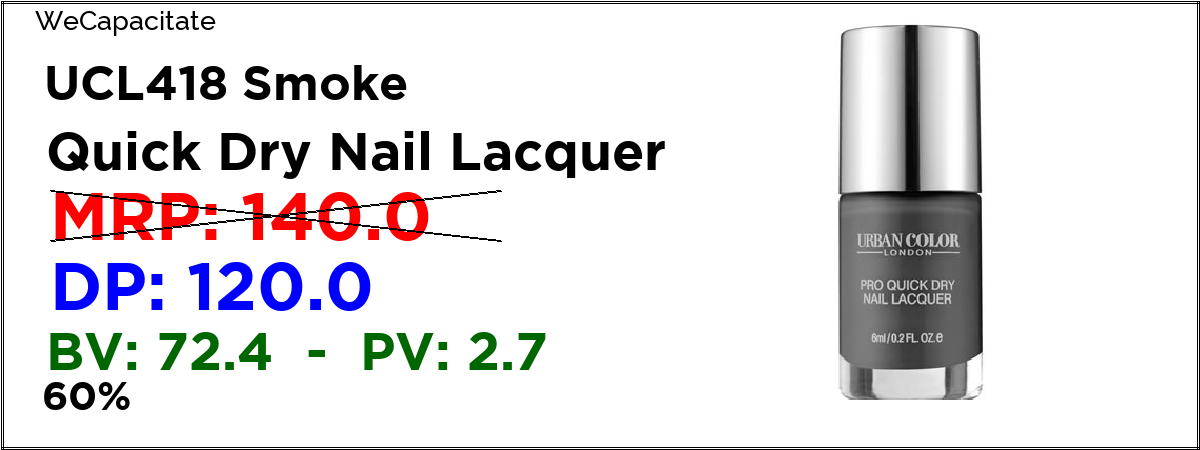 WeCapacitate
UCL418 Smoke
Quick Dry Nail Lacquer
MRP: 140.0
DP: 120.0
BV: 72.4 - PV: 2.7
60%
URBAN COLOR
LONDON
PRO QUICK DRY
NAIL LACQUER
6ml/0.2 FL. OZ.e